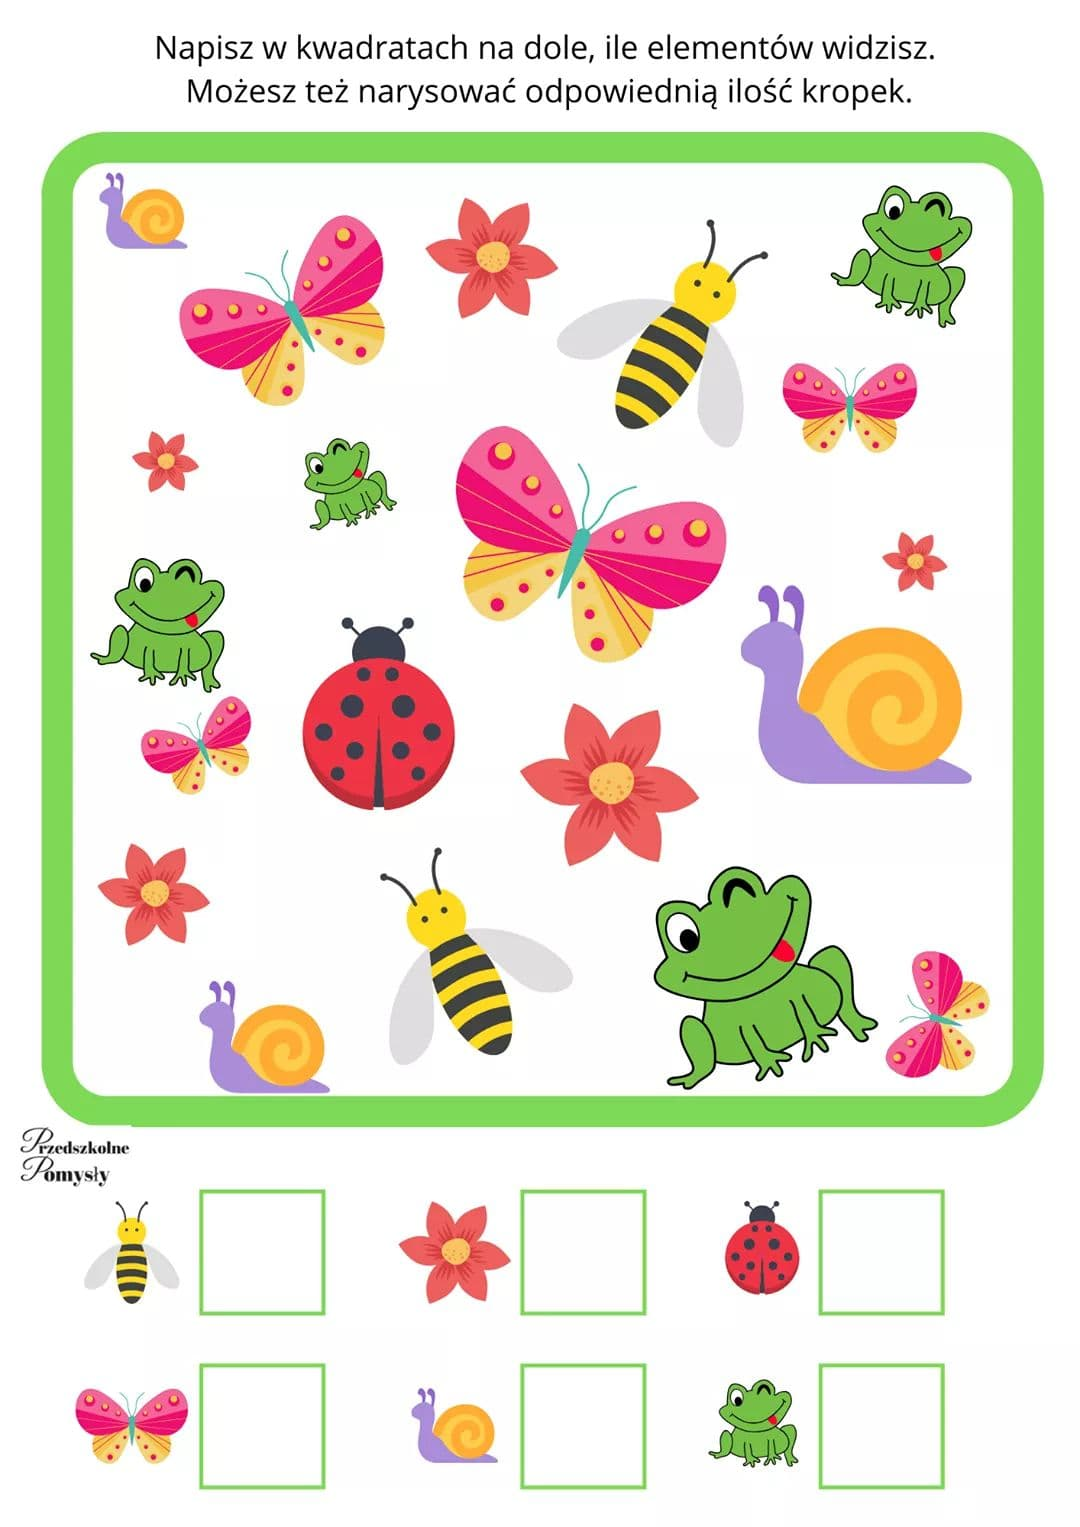 Napisz w kwadratach na dole, ile elementów widzisz.
Możesz też narysować odpowiednią ilość kropek.
Przedszkolne
Pomysły